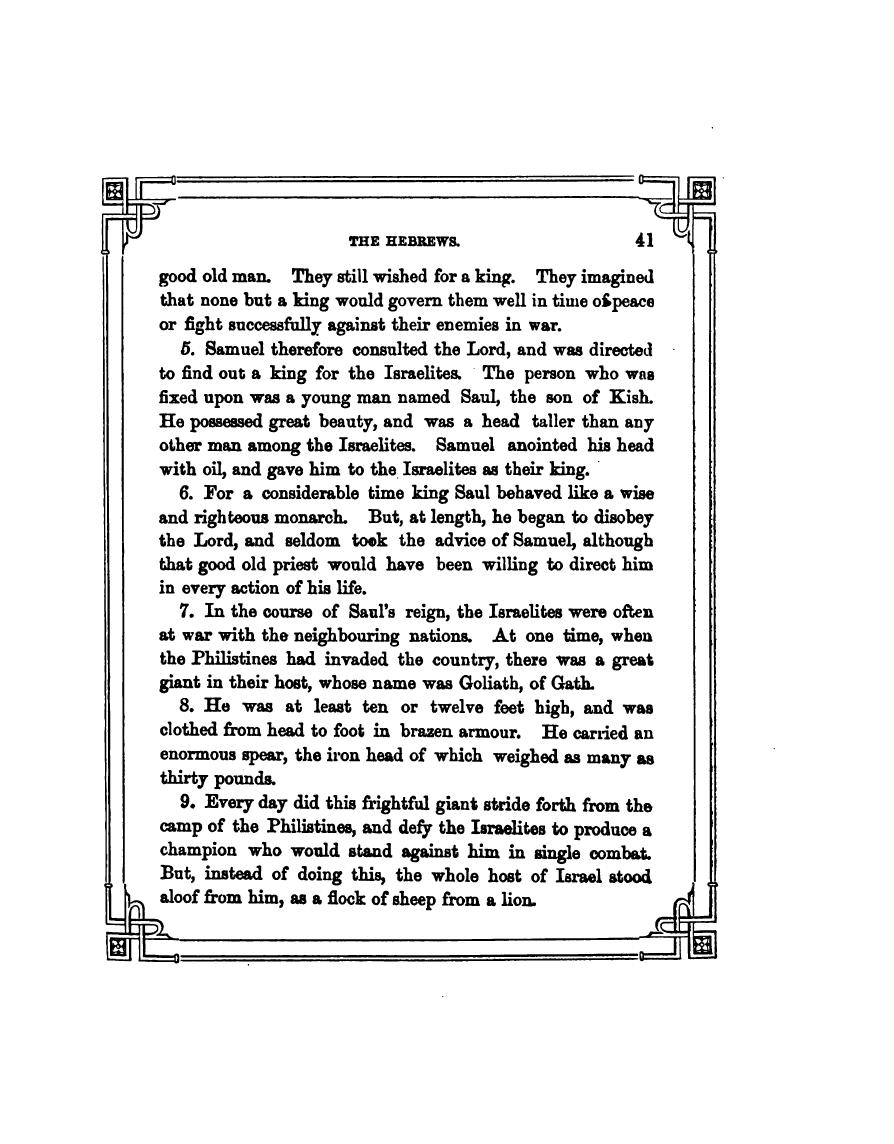 THE HEBREWS. 41
good old man. They still wished for a king. They imagined
that none but a king would govern them well in time of peace
or fight successfully against their enemies in war.
5. Samuel therefore consulted the Lord, and was directed
to find out a king for the Israelites. The person who was
fixed upon was a young man named Saul, the son of Kish.
He possessed great beauty, and was a head taller than any
other man among the Israelites. Samuel anointed his head
with oil, and gave him to the Israelites as their king.
6. For a considerable time king Saul behaved like a wise
and righteous monarch. But, at length, he began to disobey
the Lord, and seldom took the advice of Samuel, although
that good old priest would have been willing to direct him
in every action of his life.
7. In the course of Saul's reign, the Israelites were often
at war with the neighbouring nations. At one time, when
the Philistines had invaded the country, there was a great
giant in their host, whose name was Goliath, of Gath.
8. He was at least ten or twelve feet high, and was
clothed from head to foot in brazen armour. He carried an
enormous spear, the iron head of which weighed as many as
thirty pounds.
9. Every day did this frightful giant stride forth from the
camp of the Philistines, and defy the Israelites to produce a
champion who would stand against him in single combat.
But, instead of doing this, the whole host of Israel stood
aloof from him, as a flock of sheep from a lion.